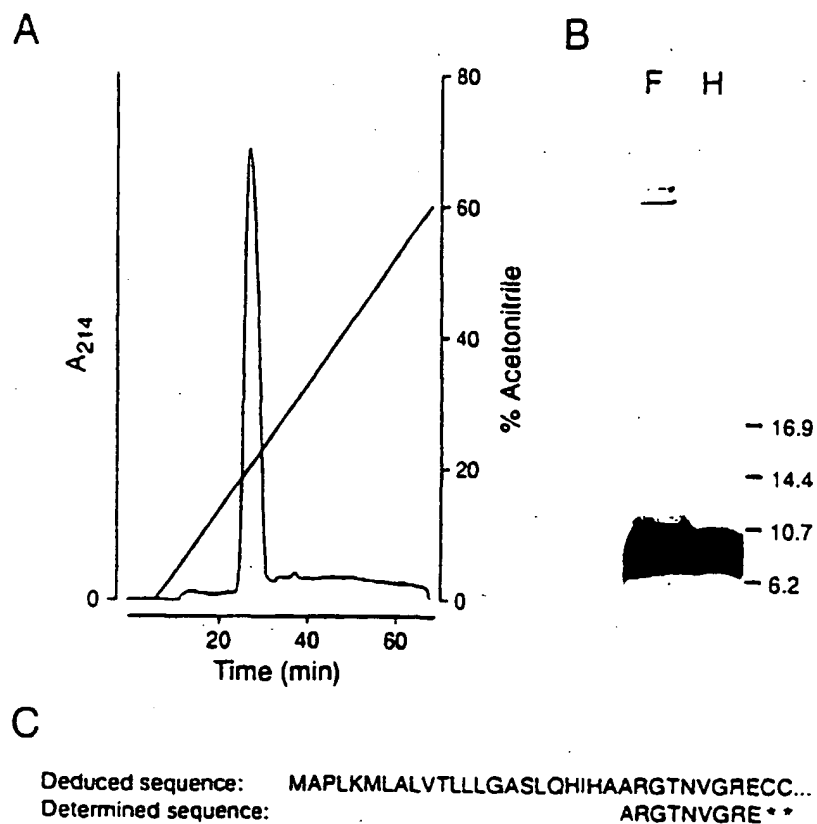 A
A214
0
80
60
40
20
0
% Acetonitrile
20 40 60
Time (min)
B
F H
16.9
14.4
10.7
6.2
C
Deduced sequence: MAPLKMLALVTLLLGASLQHIHAARGTNVGRECC...
Determined sequence: ARGTNVGRE**